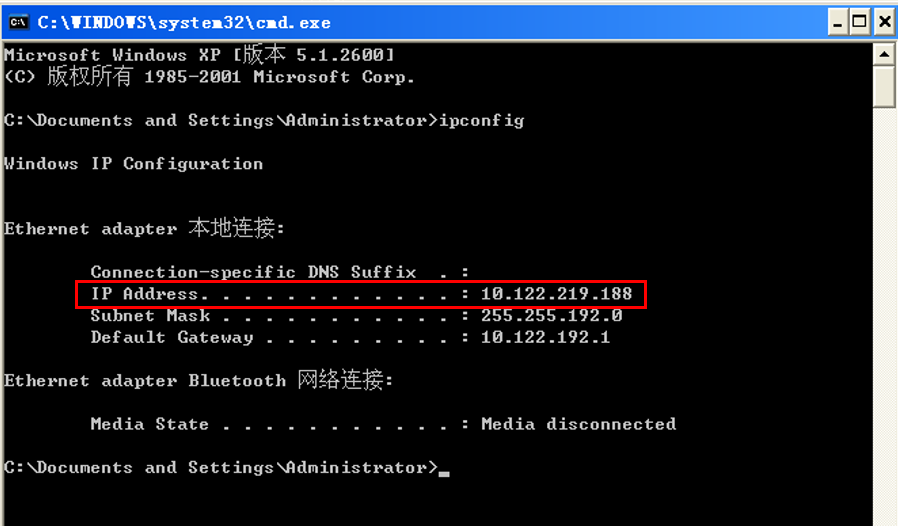 C:\WINDOWS\system32\cmd.exe
Microsoft Windows XP [版本 5.1.2600]
(C) 版权所有 1985-2001 Microsoft Corp.
C:\Documents and Settings\Administrator>ipconfig
Windows IP Configuration
Ethernet adapter 本地连接:
Connection-specific DNS Suffix  . :
IP Address. . . . . . . . . . . . : 10.122.219.188
Subnet Mask . . . . . . . . . . . : 255.255.192.0
Default Gateway . . . . . . . . . : 10.122.192.1
Ethernet adapter Bluetooth 网络连接:
Media State . . . . . . . . . . . : Media disconnected
C:\Documents and Settings\Administrator>_